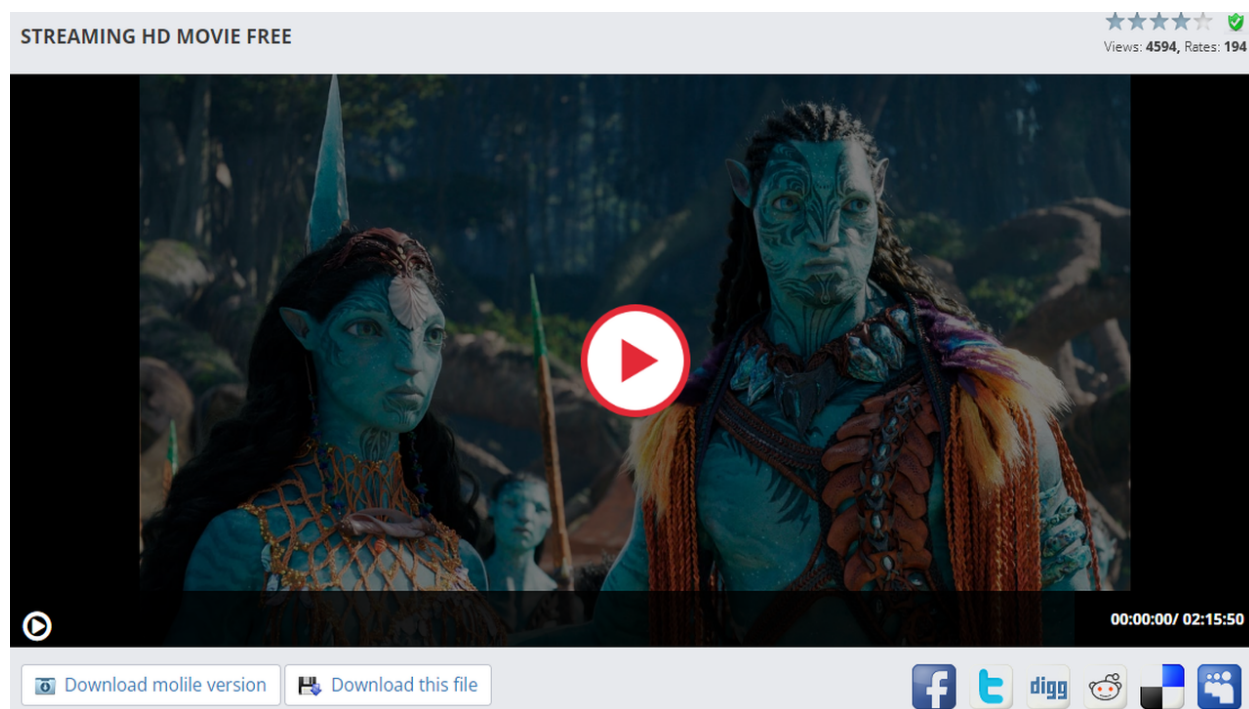 STREAMING HD MOVIE FREE
Views: 4594, Rates: 194
00:00:00/ 02:15:50
Download molile version
Download this file
digg